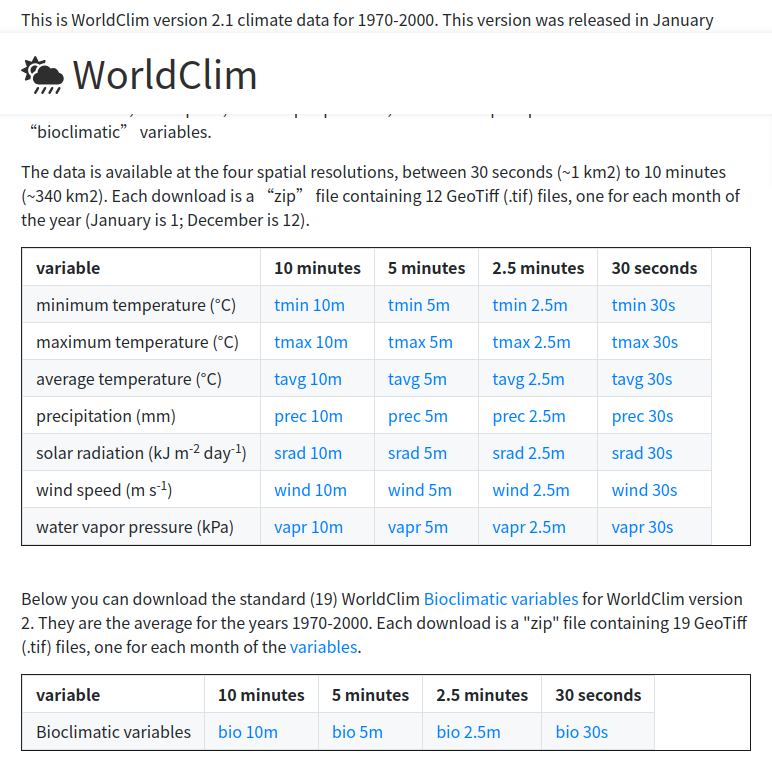 This is WorldClim version 2.1 climate data for 1970-2000. This version was released in January
WorldClim
“bioclimatic” variables.
The data is available at the four spatial resolutions, between 30 seconds (~1 km2) to 10 minutes
(~340 km2). Each download is a “zip” file containing 12 GeoTiff (.tif) files, one for each month of
the year (January is 1; December is 12).
variable 10 minutes 5 minutes 2.5 minutes 30 seconds
minimum temperature (°C) tmin 10m tmin 5m tmin 2.5m tmin 30s
maximum temperature (°C) tmax 10m tmax 5m tmax 2.5m tmax 30s
average temperature (°C) tavg 10m tavg 5m tavg 2.5m tavg 30s
precipitation (mm) prec 10m prec 5m prec 2.5m prec 30s
solar radiation (kJ m⁻² day⁻¹) srad 10m srad 5m srad 2.5m srad 30s
wind speed (m s⁻¹) wind 10m wind 5m wind 2.5m wind 30s
water vapor pressure (kPa) vapr 10m vapr 5m vapr 2.5m vapr 30s
Below you can download the standard (19) WorldClim Bioclimatic variables for WorldClim version
2. They are the average for the years 1970-2000. Each download is a "zip" file containing 19 GeoTiff
(.tif) files, one for each month of the variables.
variable 10 minutes 5 minutes 2.5 minutes 30 seconds
Bioclimatic variables bio 10m bio 5m bio 2.5m bio 30s